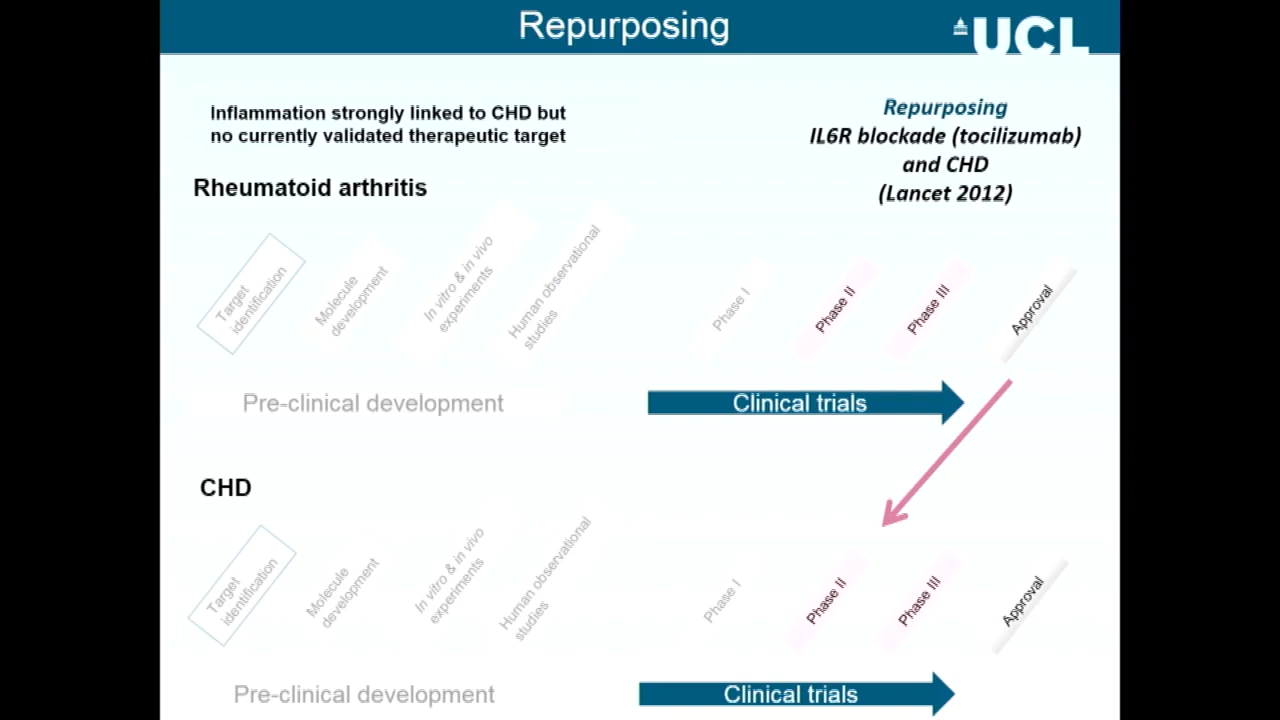 Repurposing
UCL
Inflammation strongly linked to CHD but
no currently validated therapeutic target
Repurposing
IL6R blockade (tocilizumab)
and CHD
(Lancet 2012)
Rheumatoid arthritis
Target
identification
Molecule
development
In vitro & in vivo
experiments
Human observational
studies
Phase I
Phase II
Phase III
Approval
Pre-clinical development
Clinical trials
CHD
Target
identification
Molecule
development
In vitro & in vivo
experiments
Human observational
studies
Phase I
Phase II
Phase III
Approval
Pre-clinical development
Clinical trials